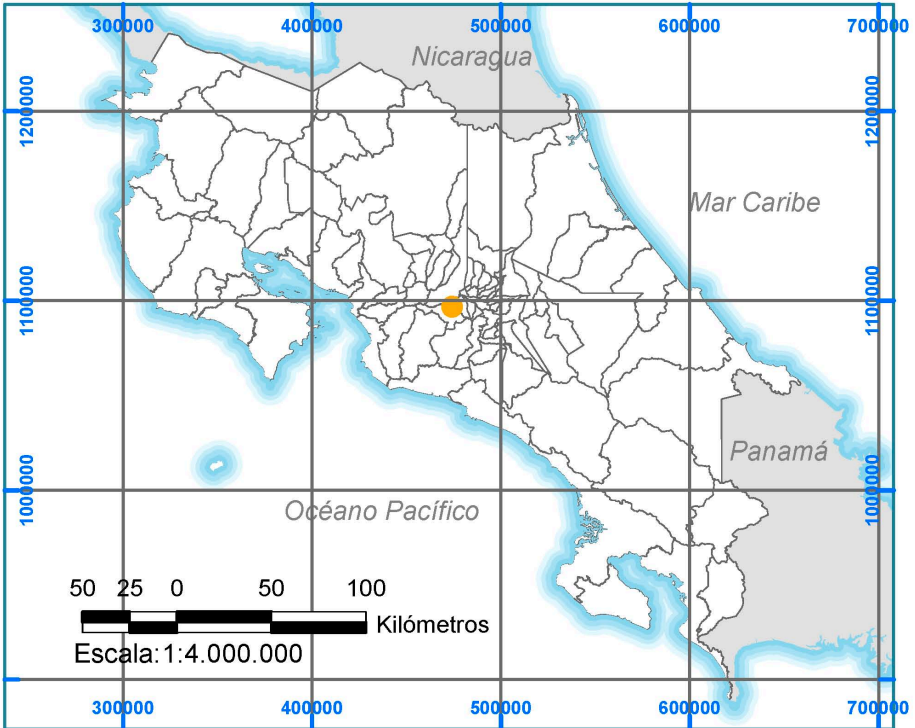 300000 400000 500000 600000 700000
Nicaragua
1200000 1200000
Mar Caribe
1100000 1100000
Panamá
1000000 1000000
Océano Pacífico
50 25 0 50 100
Kilómetros
Escala: 1:4.000.000
300000 400000 500000 600000 700000